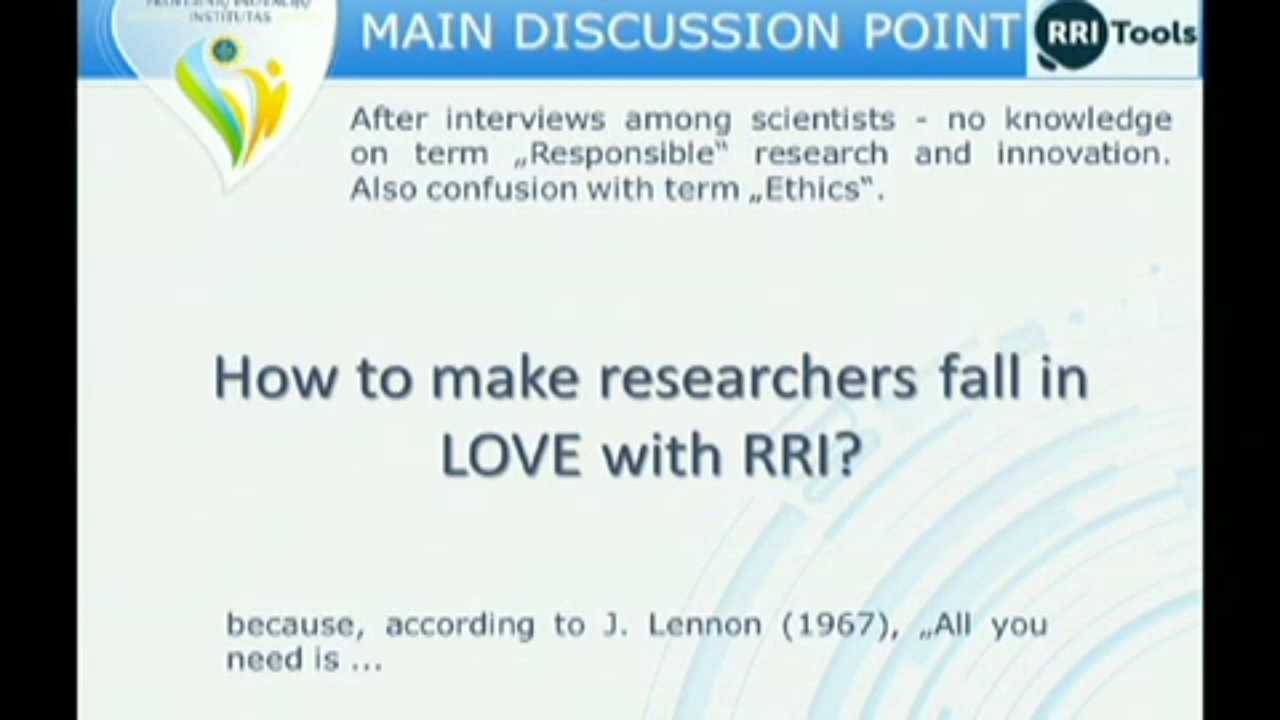 INSTITUTAS
MAIN DISCUSSION POINT
RRI Tools
After interviews among scientists - no knowledge
on term „Responsible‟ research and innovation.
Also confusion with term „Ethics‟.
How to make researchers fall in
LOVE with RRI?
because, according to J. Lennon (1967), „All you
need is ...